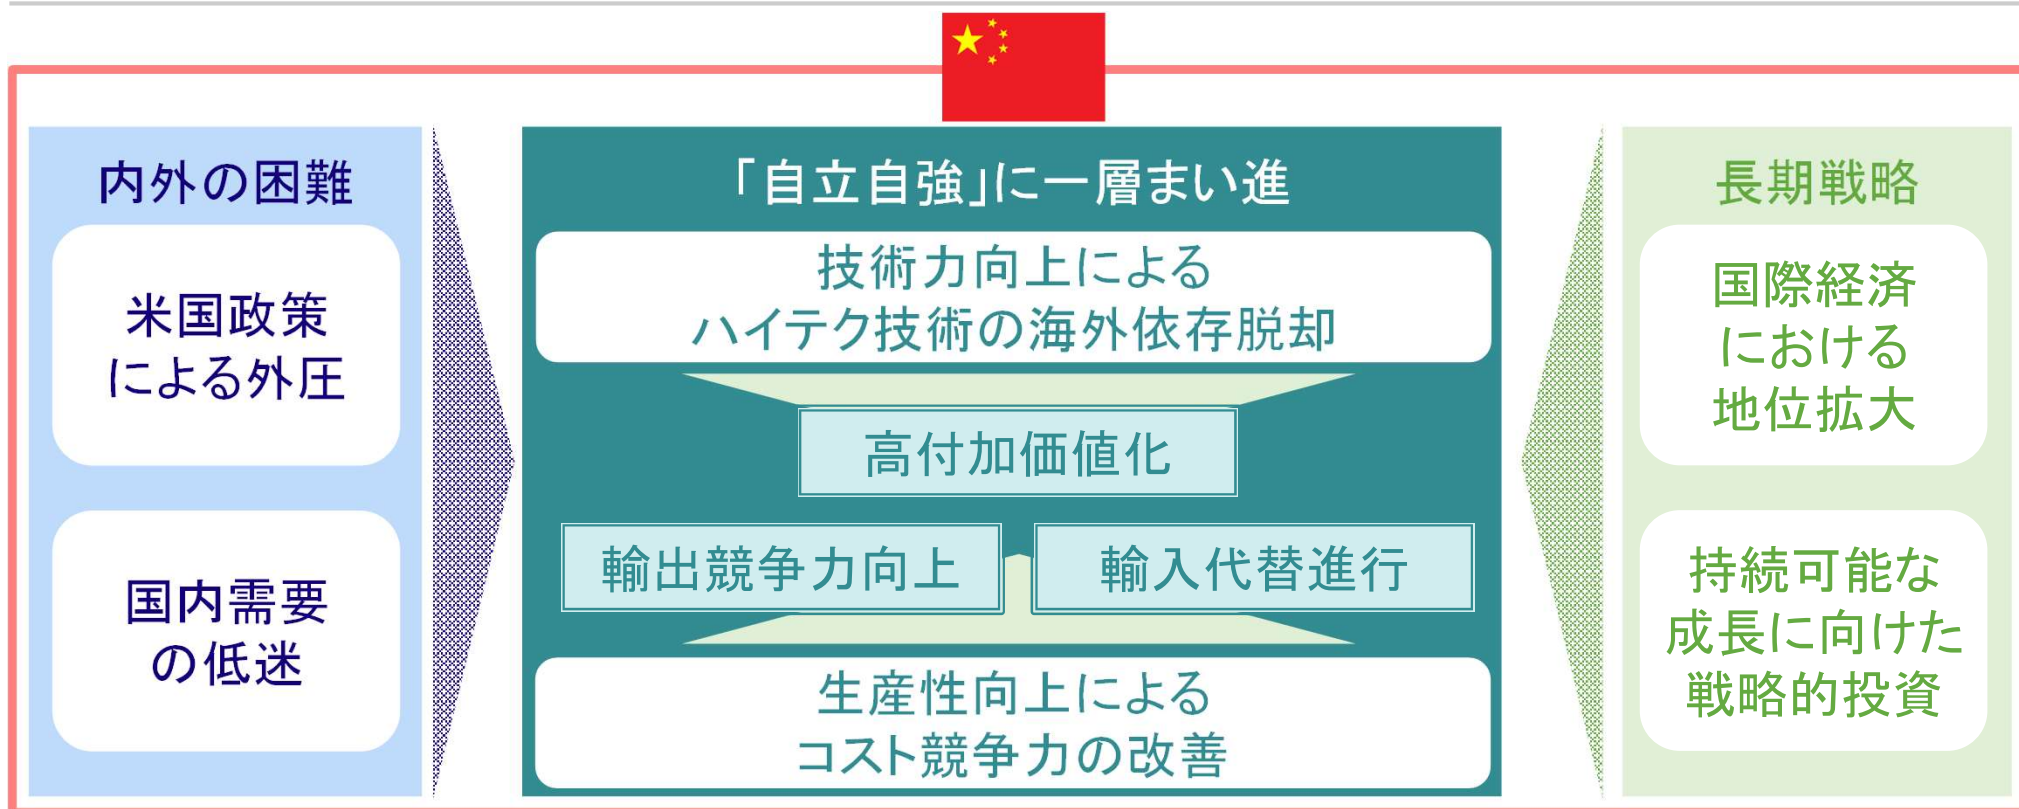 内外の困難
米国政策
による外圧
国内需要
の低迷
「自立自強」に一層まい進
技術力向上による
ハイテク技術の海外依存脱却
高付加価値化
輸出競争力向上
輸入代替進行
生産性向上による
コスト競争力の改善
長期戦略
国際経済
における
地位拡大
持続可能な
成長に向けた
戦略的投資